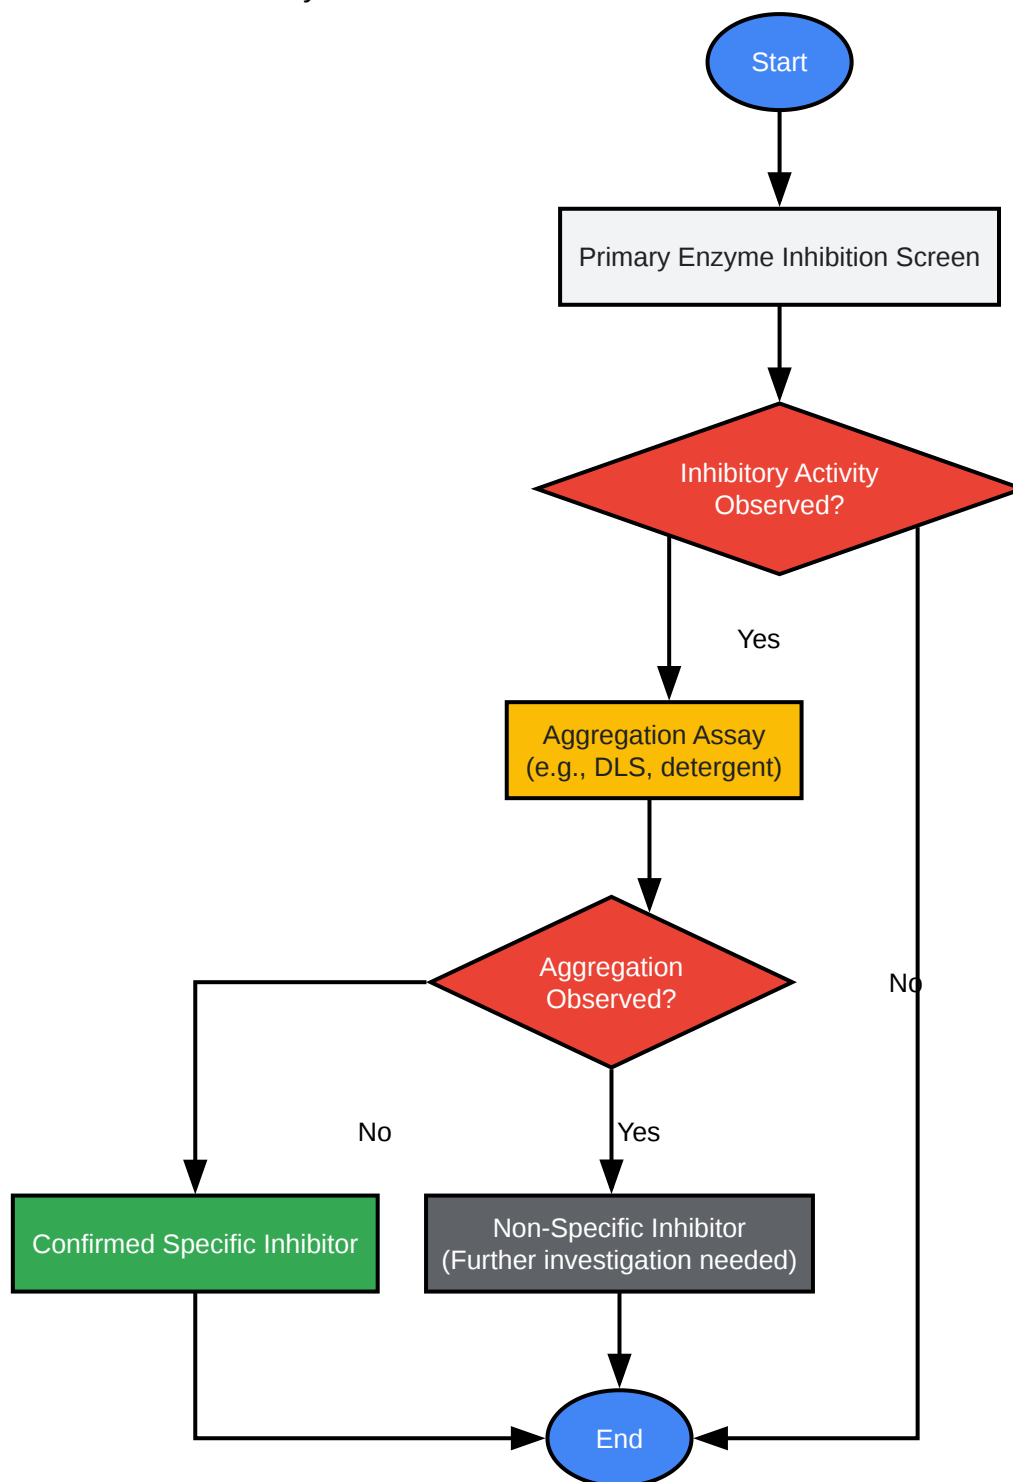 Start
Primary Enzyme Inhibition Screen
Inhibitory Activity
Observed?
Yes
Aggregation Assay
(e.g., DLS, detergent)
Aggregation
Observed?
No
No
Yes
Confirmed Specific Inhibitor
Non-Specific Inhibitor
(Further investigation needed)
End